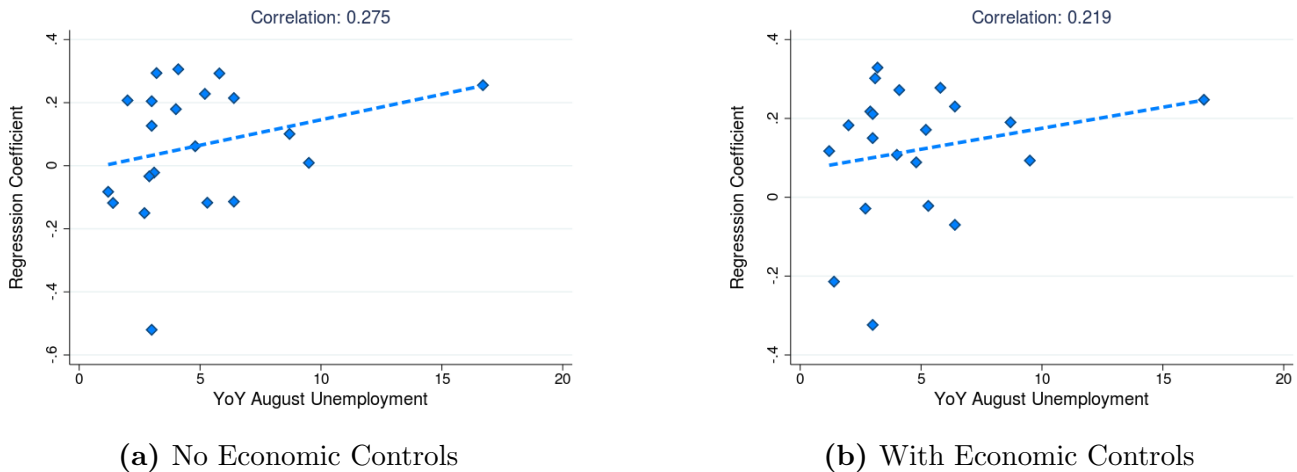 Correlation: 0.275
.4
.2
0
-.2
-.4
-.6
Regresssion Coefficient
0
5
10
15
20
YoY August Unemployment
(a) No Economic Controls
Correlation: 0.219
.4
.2
0
-.2
-.4
Regresssion Coefficient
0
5
10
15
20
YoY August Unemployment
(b) With Economic Controls